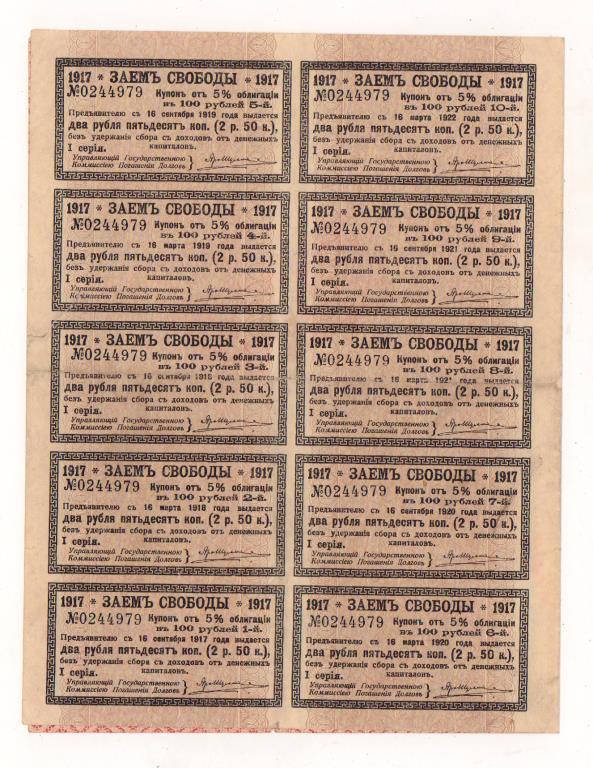 1917 * ЗАЕМЪ СВОБОДЫ * 1917
№0244979 Купонъ отъ 5% облигаціи
въ 100 рублей 5-й.
Предъявителю съ 16 сентября 1919 года выдается
два рубля пятьдесятъ коп. (2 р. 50 к.),
безъ удержанія сбора съ доходовъ отъ денежныхъ
I серія. капиталовъ.
Управляющій Государственною
Коммиссіею Погашенія Долговъ
1917 * ЗАЕМЪ СВОБОДЫ * 1917
№0244979 Купонъ отъ 5% облигаціи
въ 100 рублей 10-й.
Предъявителю съ 16 марта 1922 года выдается
два рубля пятьдесятъ коп. (2 р. 50 к.),
безъ удержанія сбора съ доходовъ отъ денежныхъ
I серія. капиталовъ.
Управляющій Государственною
Коммиссіею Погашенія Долговъ
1917 * ЗАЕМЪ СВОБОДЫ * 1917
№0244979 Купонъ отъ 5% облигаціи
въ 100 рублей 4-й.
Предъявителю съ 16 марта 1919 года выдается
два рубля пятьдесятъ коп. (2 р. 50 к.),
безъ удержанія сбора съ доходовъ отъ денежныхъ
I серія. капиталовъ.
Управляющій Государственною
Коммиссіею Погашенія Долговъ
1917 * ЗАЕМЪ СВОБОДЫ * 1917
№0244979 Купонъ отъ 5% облигаціи
въ 100 рублей 9-й.
Предъявителю съ 16 сентября 1921 года выдается
два рубля пятьдесятъ коп. (2 р. 50 к.),
безъ удержанія сбора съ доходовъ отъ денежныхъ
I серія. капиталовъ.
Управляющій Государственною
Коммиссіею Погашенія Долговъ
1917 * ЗАЕМЪ СВОБОДЫ * 1917
№0244979 Купонъ отъ 5% облигаціи
въ 100 рублей 3-й.
Предъявителю съ 16 сентября 1918 года выдается
два рубля пятьдесятъ коп. (2 р. 50 к.),
безъ удержанія сбора съ доходовъ отъ денежныхъ
I серія. капиталовъ.
Управляющій Государственною
Коммиссіею Погашенія Долговъ
1917 * ЗАЕМЪ СВОБОДЫ * 1917
№0244979 Купонъ отъ 5% облигаціи
въ 100 рублей 8-й.
Предъявителю съ 16 марта 1921 года выдается
два рубля пятьдесятъ коп. (2 р. 50 к.),
безъ удержанія сбора съ доходовъ отъ денежныхъ
I серія. капиталовъ.
Управляющій Государственною
Коммиссіею Погашенія Долговъ
1917 * ЗАЕМЪ СВОБОДЫ * 1917
№0244979 Купонъ отъ 5% облигаціи
въ 100 рублей 2-й.
Предъявителю съ 16 марта 1918 года выдается
два рубля пятьдесятъ коп. (2 р. 50 к.),
безъ удержанія сбора съ доходовъ отъ денежныхъ
I серія. капиталовъ.
Управляющій Государственною
Коммиссіею Погашенія Долговъ
1917 * ЗАЕМЪ СВОБОДЫ * 1917
№0244979 Купонъ отъ 5% облигаціи
въ 100 рублей 7-й.
Предъявителю съ 16 сентября 1920 года выдается
два рубля пятьдесятъ коп. (2 р. 50 к.),
безъ удержанія сбора съ доходовъ отъ денежныхъ
I серія. капиталовъ.
Управляющій Государственною
Коммиссіею Погашенія Долговъ
1917 * ЗАЕМЪ СВОБОДЫ * 1917
№0244979 Купонъ отъ 5% облигаціи
въ 100 рублей 1-й.
Предъявителю съ 16 сентября 1917 года выдается
два рубля пятьдесятъ коп. (2 р. 50 к.),
безъ удержанія сбора съ доходовъ отъ денежныхъ
I серія. капиталовъ.
Управляющій Государственною
Коммиссіею Погашенія Долговъ
1917 * ЗАЕМЪ СВОБОДЫ * 1917
№0244979 Купонъ отъ 5% облигаціи
въ 100 рублей 6-й.
Предъявителю съ 16 марта 1920 года выдается
два рубля пятьдесятъ коп. (2 р. 50 к.),
безъ удержанія сбора съ доходовъ отъ денежныхъ
I серія. капиталовъ.
Управляющій Государственною
Коммиссіею Погашенія Долговъ